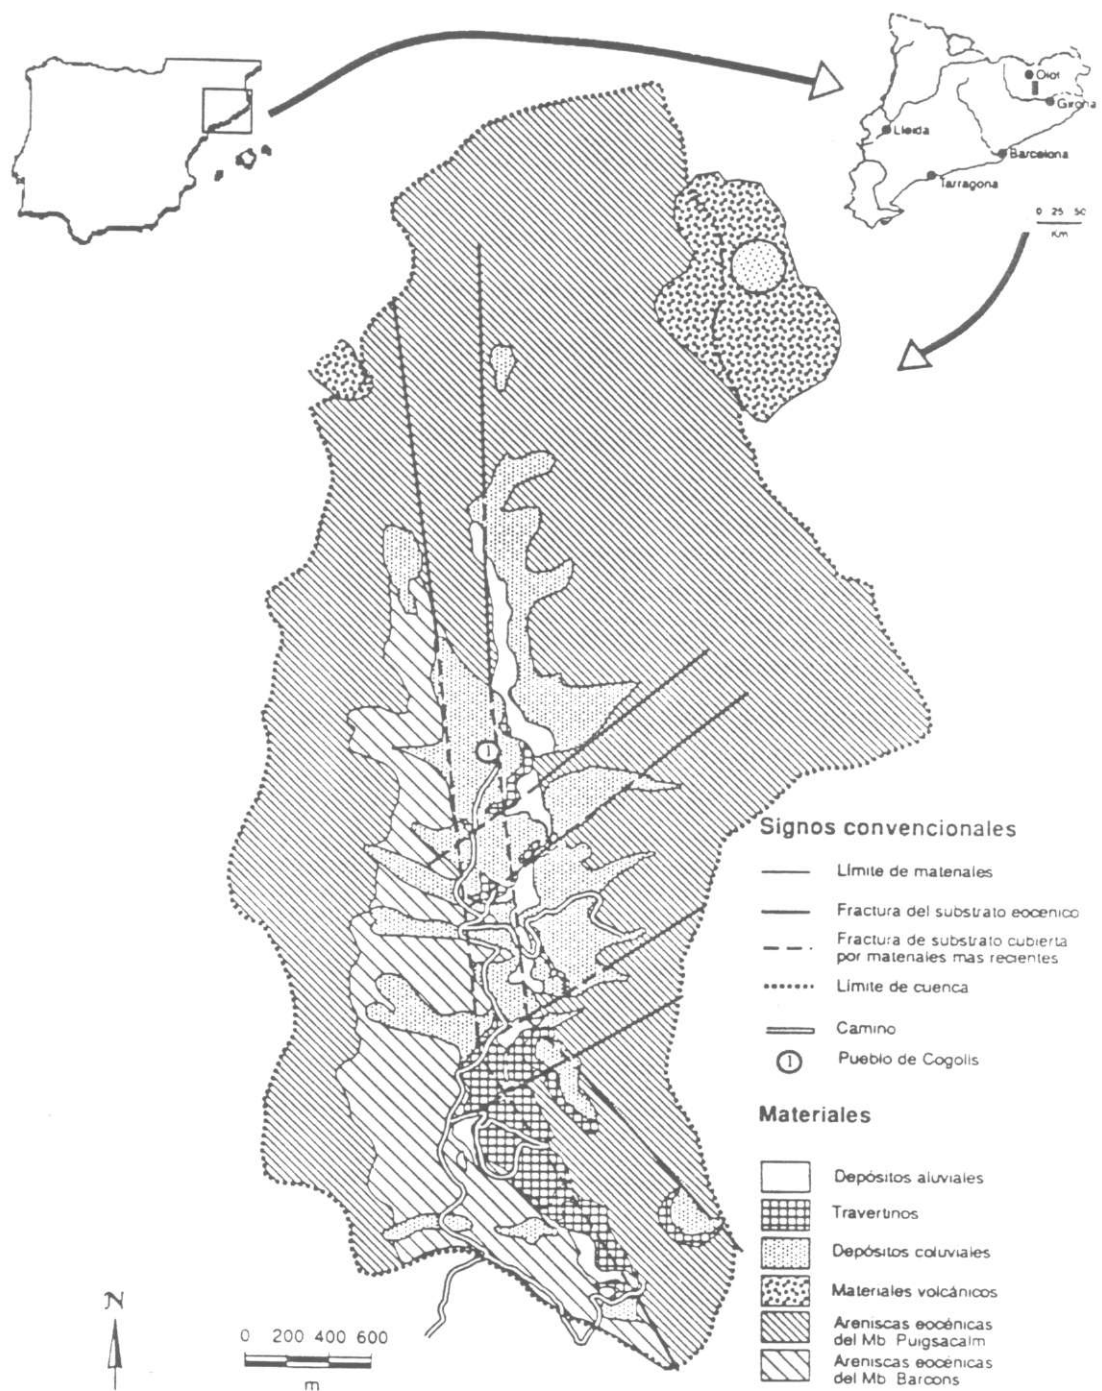 Olot
Girona
Lleida
Barcelona
Tarragona
0 25 50
Km
1
Signos convencionales
Límite de materiales
Fractura del substrato eocénico
Fractura de substrato cubierta
por materiales mas recientes
Límite de cuenca
Camino
1 Pueblo de Cogolls
Materiales
Depósitos aluviales
Travertinos
Depósitos coluviales
Materiales volcánicos
Areniscas eocénicas
del Mb Puigsacalm
Areniscas eocénicas
del Mb Barcons
N
0 200 400 600
m